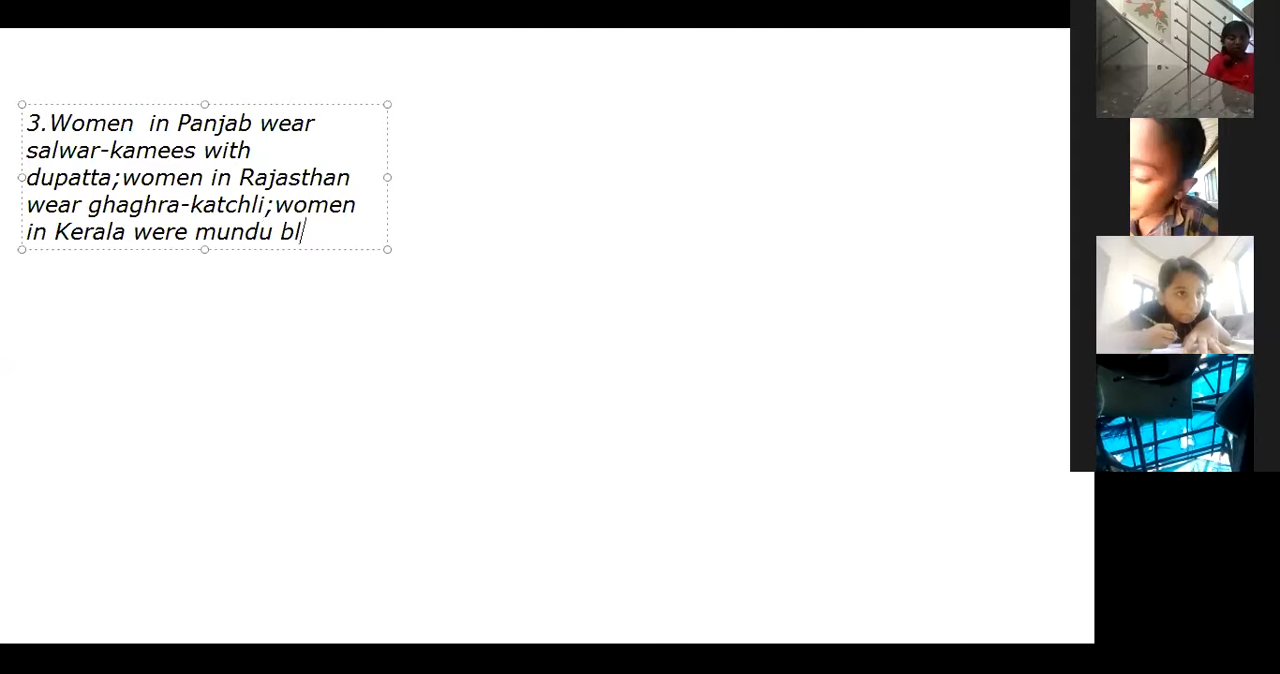 3.Women  in Panjab wear
salwar-kamees with
dupatta;women in Rajasthan
wear ghaghra-katchli;women
in Kerala were mundu bl